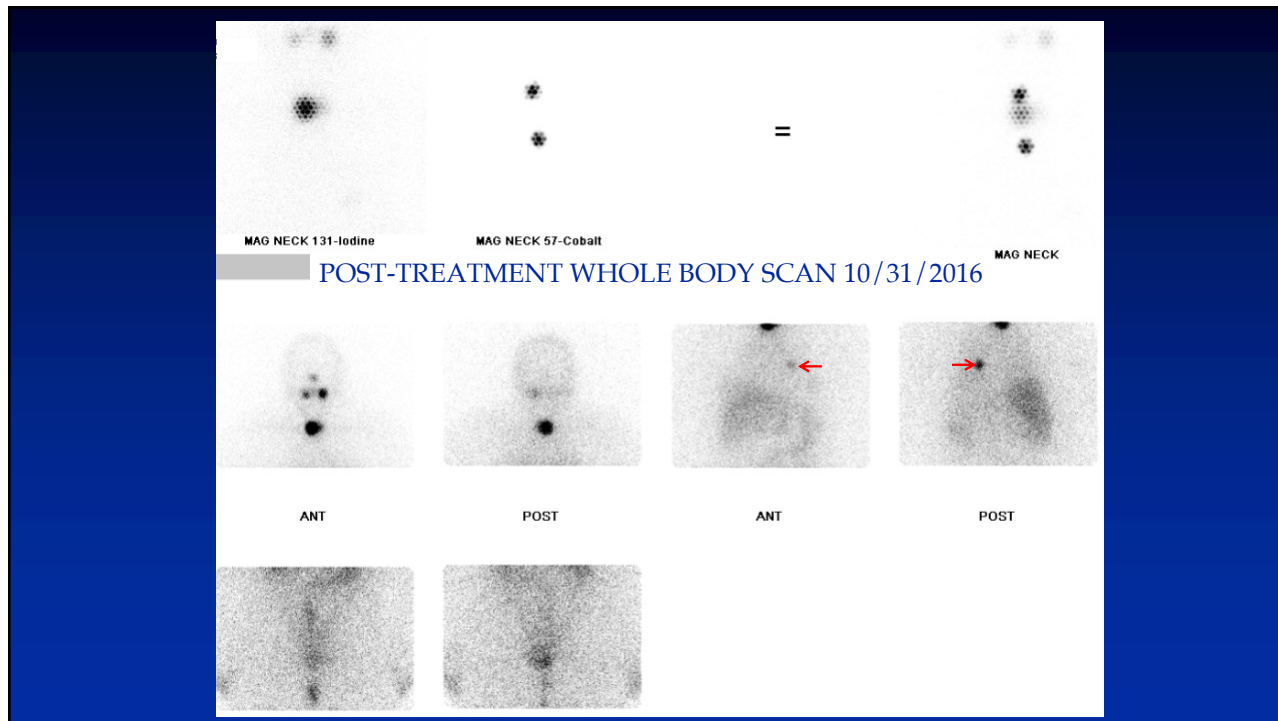 =
MAG NECK 131-Iodine
MAG NECK 57-Cobalt
MAG NECK
POST-TREATMENT WHOLE BODY SCAN 10/31/2016
ANT
POST
ANT
POST